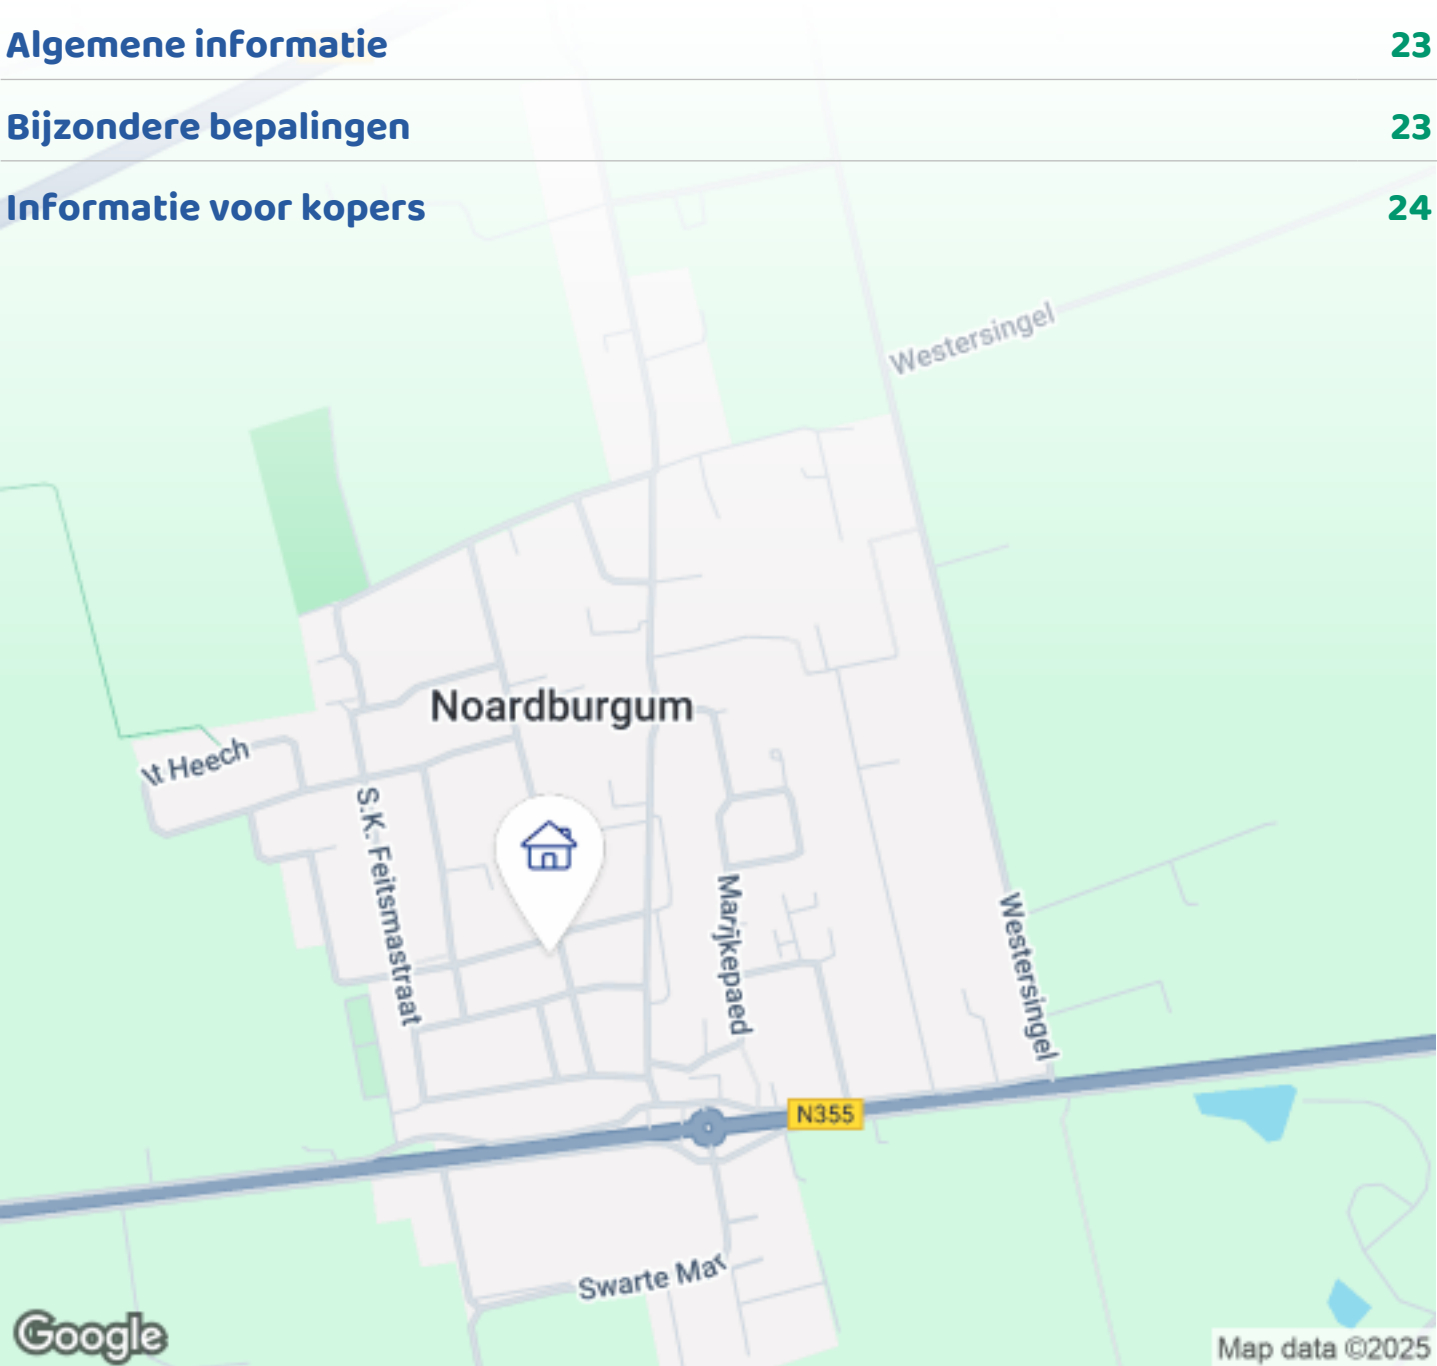 Algemene informatie 23
Bijzondere bepalingen 23
Informatie voor kopers 24
Westersingel
Noardburgum
't Heech
S.K. Feitsmastraat
Marijkepaed
Westersingel
N355
Swarte Mar
Google
Map data ©2025